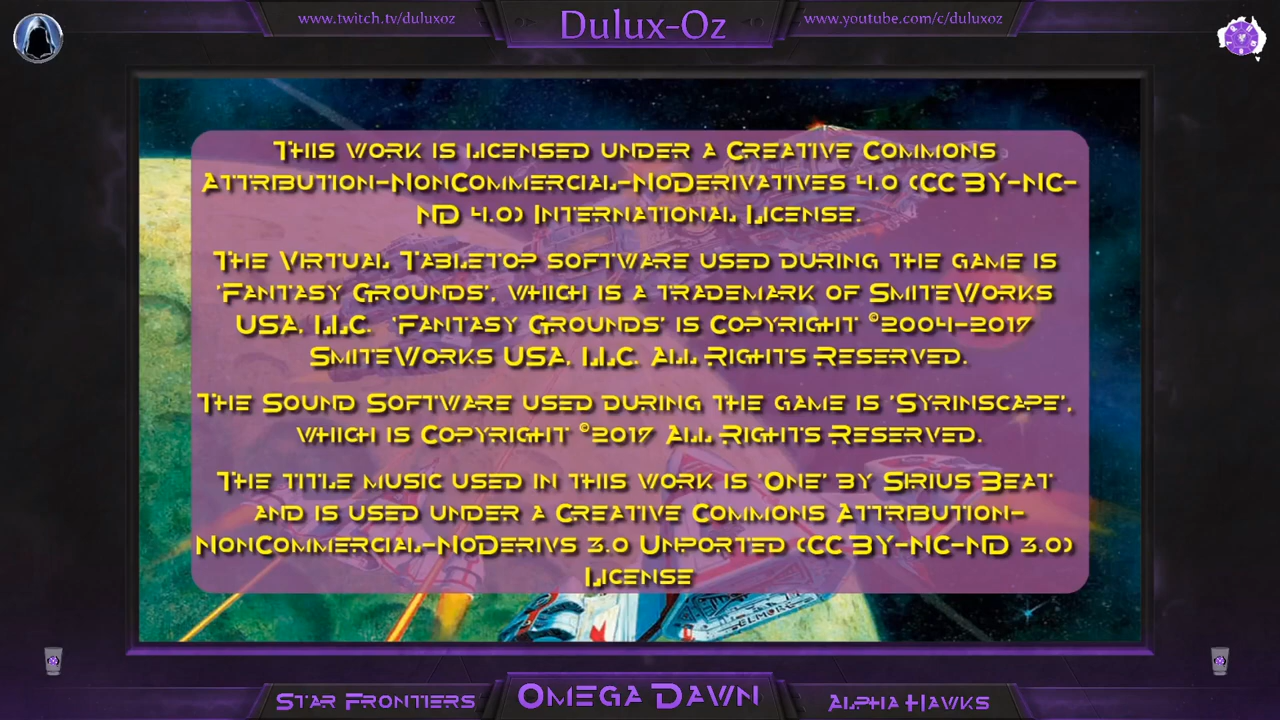 www.twitch.tv/duluxoz
Dulux-Oz
www.youtube.com/c/duluxoz
This work is licensed under a Creative Commons
Attribution-NonCommercial-NoDerivatives 4.0 (CC BY-NC-
ND 4.0) International License.
The Virtual Tabletop software used during the game is
'Fantasy Grounds', which is a trademark of SmiteWorks
USA, LLC. 'Fantasy Grounds' is Copyright ©2004-2017
SmiteWorks USA, LLC. All Rights Reserved.
The Sound Software used during the game is 'Syrinscape',
which is Copyright ©2017 All Rights Reserved.
The title music used in this work is 'One' by Sirius Beat
and is used under a Creative Commons Attribution-
NonCommercial-NoDerivs 3.0 Unported (CC BY-NC-ND 3.0)
License
ELMORE
Star Frontiers
Omega Dawn
Alpha Hawks